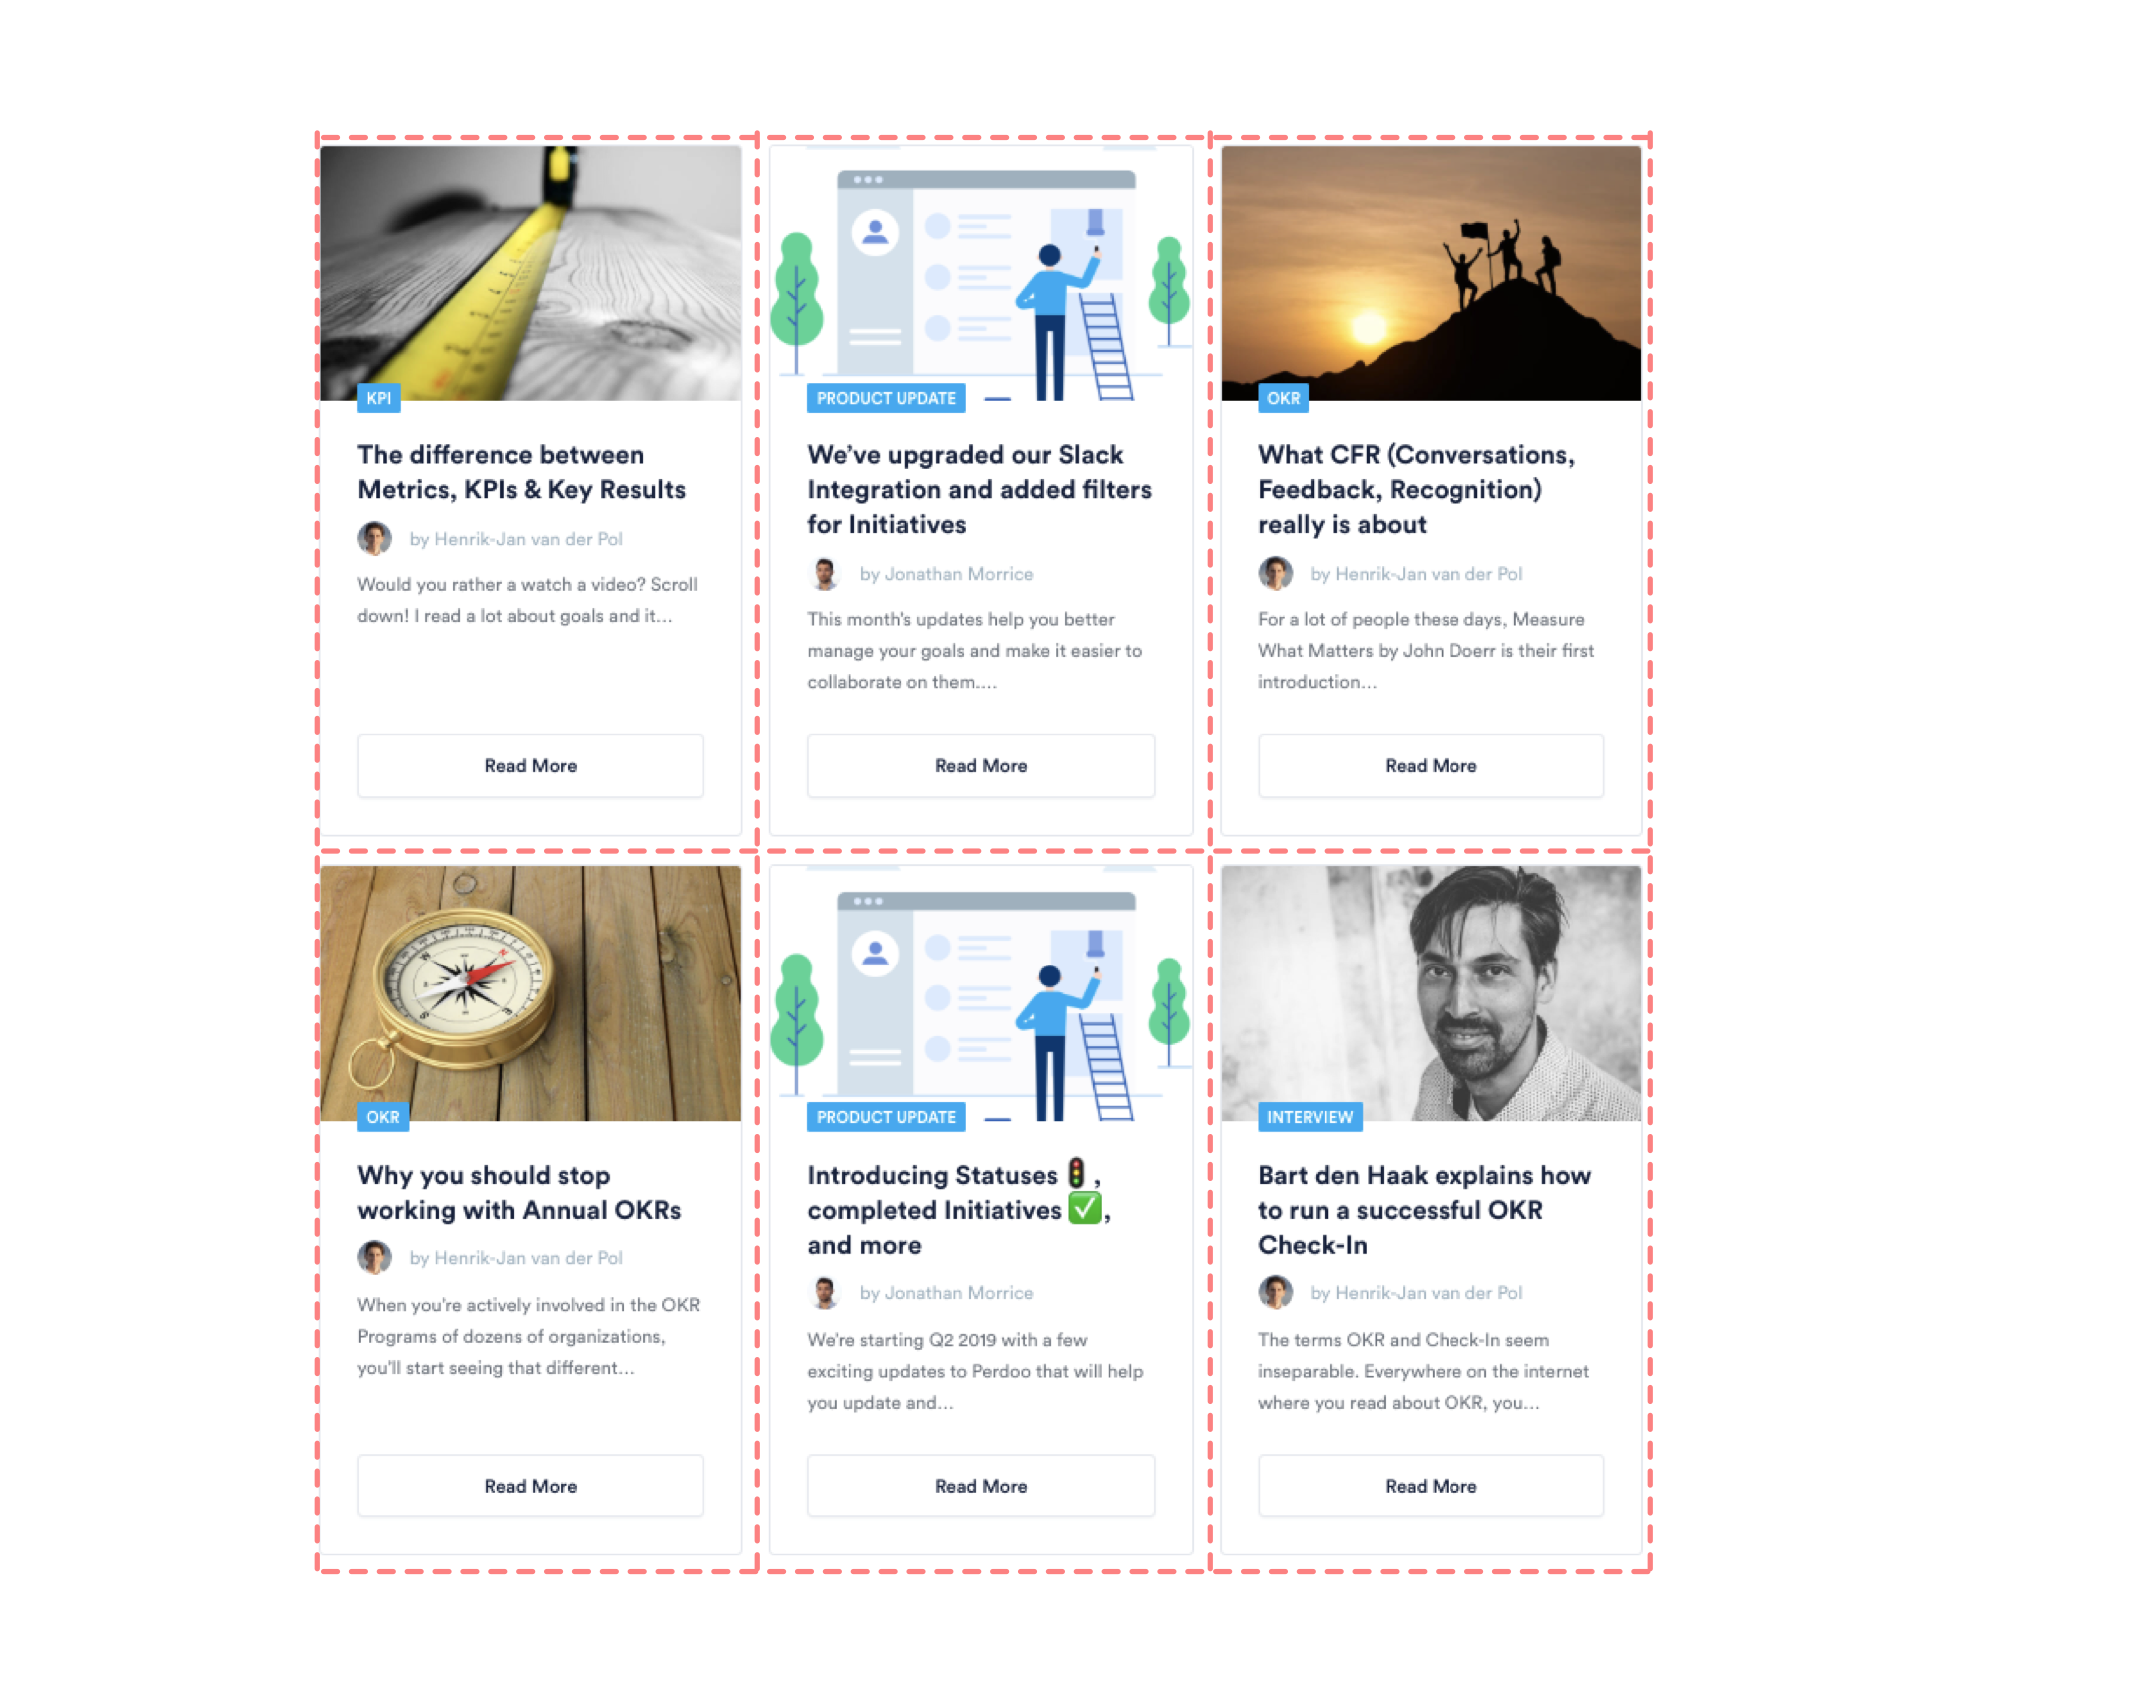 KPI
The difference between
Metrics, KPIs & Key Results
by Henrik-Jan van der Pol
Would you rather a watch a video? Scroll
down! I read a lot about goals and it...
Read More
PRODUCT UPDATE
We've upgraded our Slack
Integration and added filters
for Initiatives
by Jonathan Morrice
This month's updates help you better
manage your goals and make it easier to
collaborate on them....
Read More
OKR
What CFR (Conversations,
Feedback, Recognition)
really is about
by Henrik-Jan van der Pol
For a lot of people these days, Measure
What Matters by John Doerr is their first
introduction...
Read More
OKR
Why you should stop
working with Annual OKRs
by Henrik-Jan van der Pol
When you're actively involved in the OKR
Programs of dozens of organizations,
you'll start seeing that different...
Read More
PRODUCT UPDATE
Introducing Statuses 🚦,
completed Initiatives ✅,
and more
by Jonathan Morrice
We're starting Q2 2019 with a few
exciting updates to Perdoo that will help
you update and...
Read More
INTERVIEW
Bart den Haak explains how
to run a successful OKR
Check-In
by Henrik-Jan van der Pol
The terms OKR and Check-In seem
inseparable. Everywhere on the internet
where you read about OKR, you...
Read More